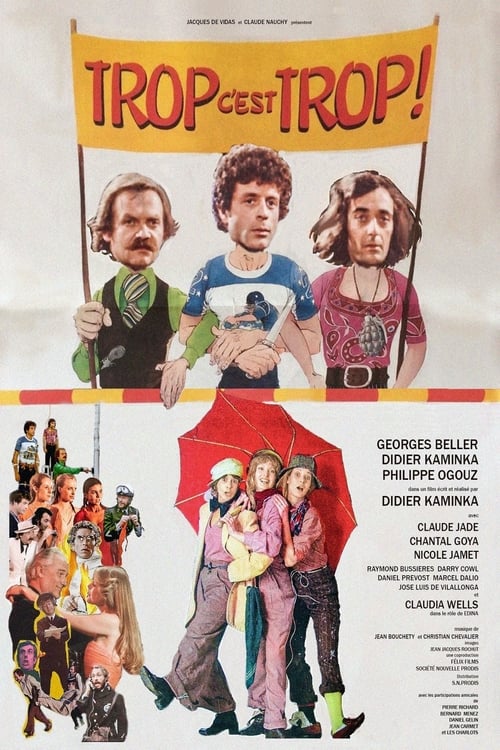 JACQUES DE VIDAS et CLAUDE NAUCHY présentent
TROP C'EST TROP!
GEORGES BELLER
DIDIER KAMINKA
PHILIPPE OGOUZ
dans un film écrit et réalisé par
DIDIER KAMINKA
avec
CLAUDE JADE
CHANTAL GOYA
NICOLE JAMET
RAYMOND BUSSIERES DARRY COWL
DANIEL PREVOST MARCEL DALIO
JOSE LUIS DE VILALLONGA
et
CLAUDIA WELLS
dans le rôle de EDINA
musique de
JEAN BOUCHETY et CHRISTIAN CHEVALIER
images
JEAN JACQUES ROCHUT
une coproduction
FÉLIX FILMS
SOCIÉTÉ NOUVELLE PRODIS
Distribution
S.N.PRODIS
avec les participations amicales
de
PIERRE RICHARD
BERNARD MENEZ
DANIEL GELIN
JEAN CARMET
et LES CHARLOTS